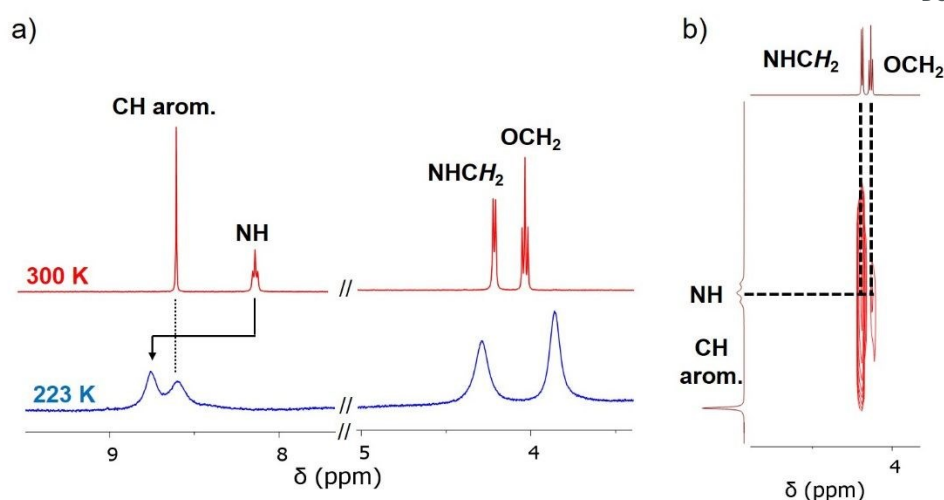 a)
CH arom.
NH
NHCH₂
OCH₂
300 K
//
223 K
//
//
9
8
5
4
δ (ppm)
b)
NHCH₂
OCH₂
NH
CH
arom.
4
δ (ppm)